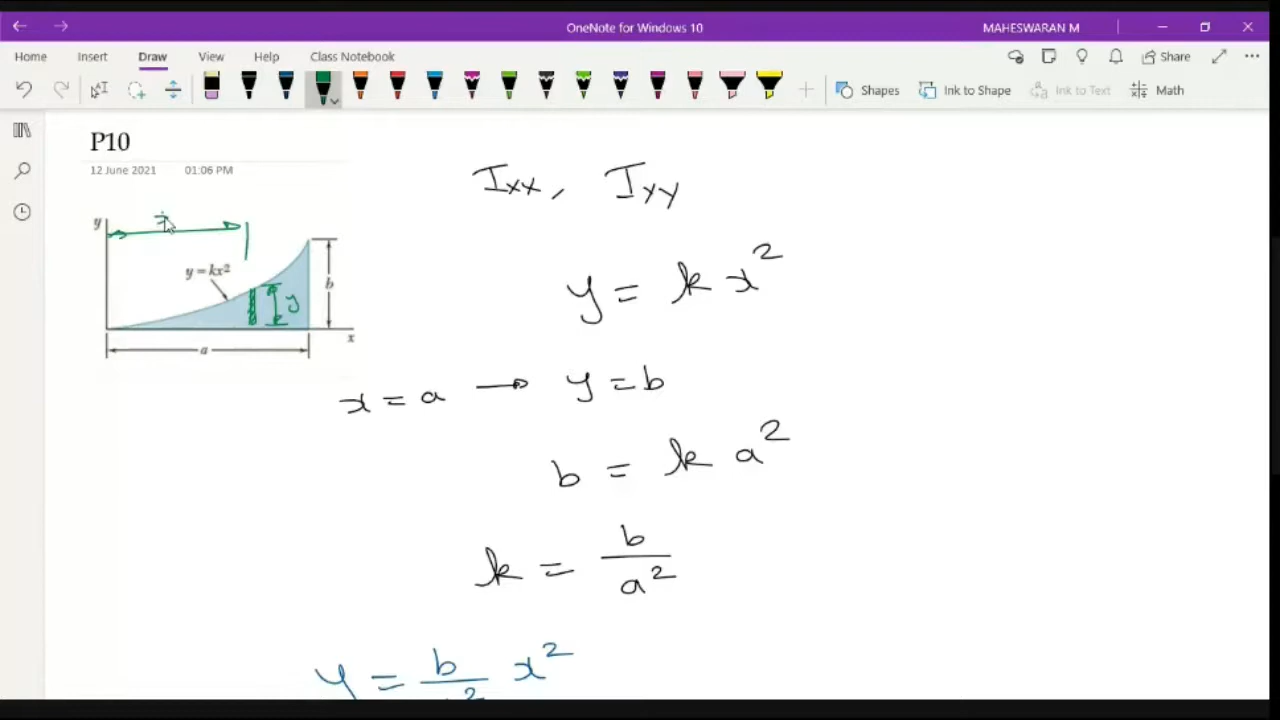 OneNote for Windows 10
MAHESWARAN M
Home Insert Draw View Help Class Notebook
Share
Shapes Ink to Shape Ink to Text Math
P10
12 June 2021 01:06 PM
Ixx, Iyy
y
y = kx²
b
y
x
a
y = k x²
x = a → y = b
b = k a²
k = b/a²
y = b/a² x²